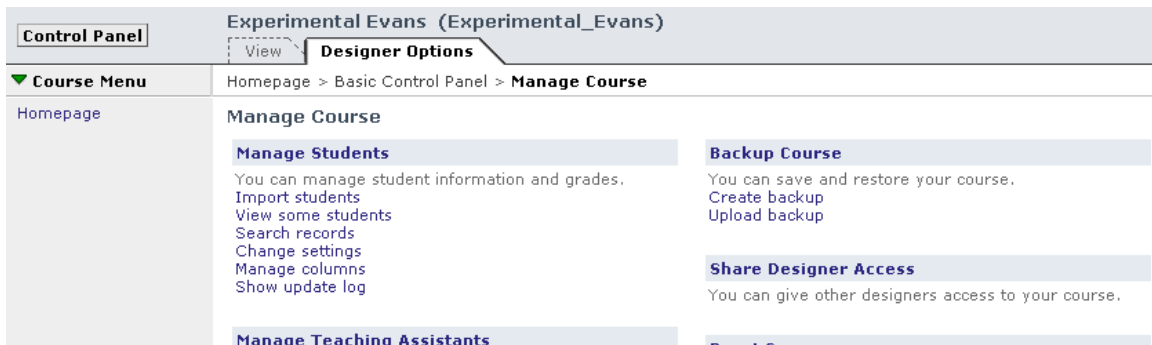 Control Panel
Experimental Evans (Experimental_Evans)
View
Designer Options
Course Menu
Homepage > Basic Control Panel > Manage Course
Homepage
Manage Course
Manage Students
You can manage student information and grades.
Import students
View some students
Search records
Change settings
Manage columns
Show update log
Manage Teaching Assistants
Backup Course
You can save and restore your course.
Create backup
Upload backup
Share Designer Access
You can give other designers access to your course.